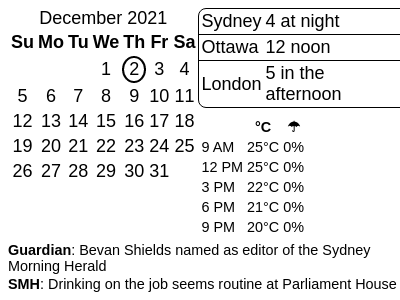 December 2021
Su Mo Tu We Th Fr Sa
1 2 3 4
5 6 7 8 9 10 11
12 13 14 15 16 17 18
19 20 21 22 23 24 25
26 27 28 29 30 31
Sydney 4 at night
Ottawa 12 noon
London 5 in the
afternoon
°C ☂
9 AM 25°C 0%
12 PM 25°C 0%
3 PM 22°C 0%
6 PM 21°C 0%
9 PM 20°C 0%
Guardian: Bevan Shields named as editor of the Sydney
Morning Herald
SMH: Drinking on the job seems routine at Parliament House